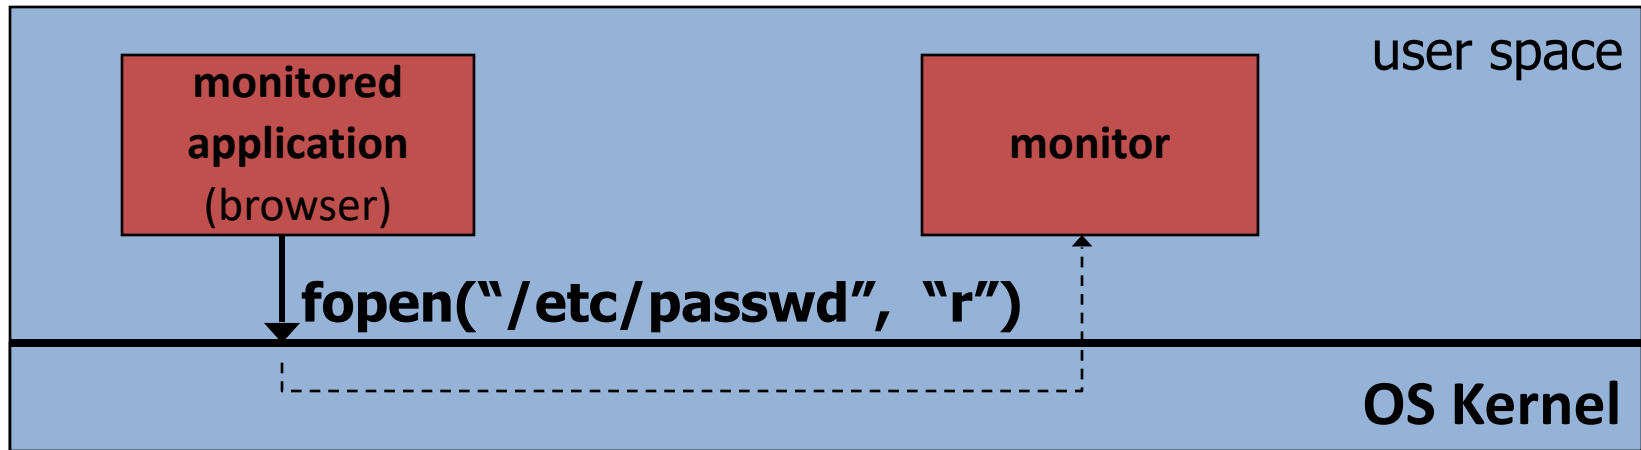 user space
monitored
application
(browser)
monitor
fopen(“/etc/passwd”, “r”)
OS Kernel